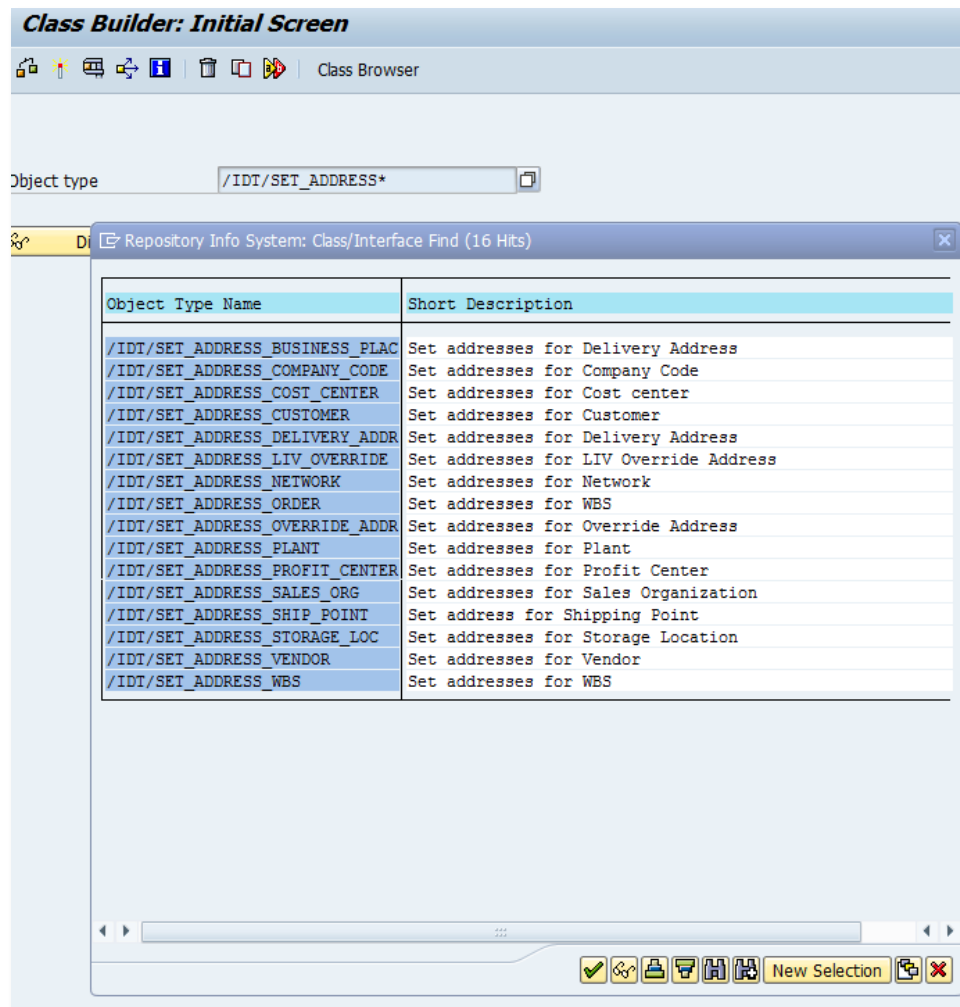 Class Builder: Initial Screen
Class Browser
Object type /IDT/SET_ADDRESS*
Di
Repository Info System: Class/Interface Find (16 Hits)
Object Type Name Short Description
/IDT/SET_ADDRESS_BUSINESS_PLAC Set addresses for Delivery Address
/IDT/SET_ADDRESS_COMPANY_CODE Set addresses for Company Code
/IDT/SET_ADDRESS_COST_CENTER Set addresses for Cost center
/IDT/SET_ADDRESS_CUSTOMER Set addresses for Customer
/IDT/SET_ADDRESS_DELIVERY_ADDR Set addresses for Delivery Address
/IDT/SET_ADDRESS_LIV_OVERRIDE Set addresses for LIV Override Address
/IDT/SET_ADDRESS_NETWORK Set addresses for Network
/IDT/SET_ADDRESS_ORDER Set addresses for WBS
/IDT/SET_ADDRESS_OVERRIDE_ADDR Set addresses for Override Address
/IDT/SET_ADDRESS_PLANT Set addresses for Plant
/IDT/SET_ADDRESS_PROFIT_CENTER Set addresses for Profit Center
/IDT/SET_ADDRESS_SALES_ORG Set addresses for Sales Organization
/IDT/SET_ADDRESS_SHIP_POINT Set address for Shipping Point
/IDT/SET_ADDRESS_STORAGE_LOC Set addresses for Storage Location
/IDT/SET_ADDRESS_VENDOR Set addresses for Vendor
/IDT/SET_ADDRESS_WBS Set addresses for WBS
New Selection